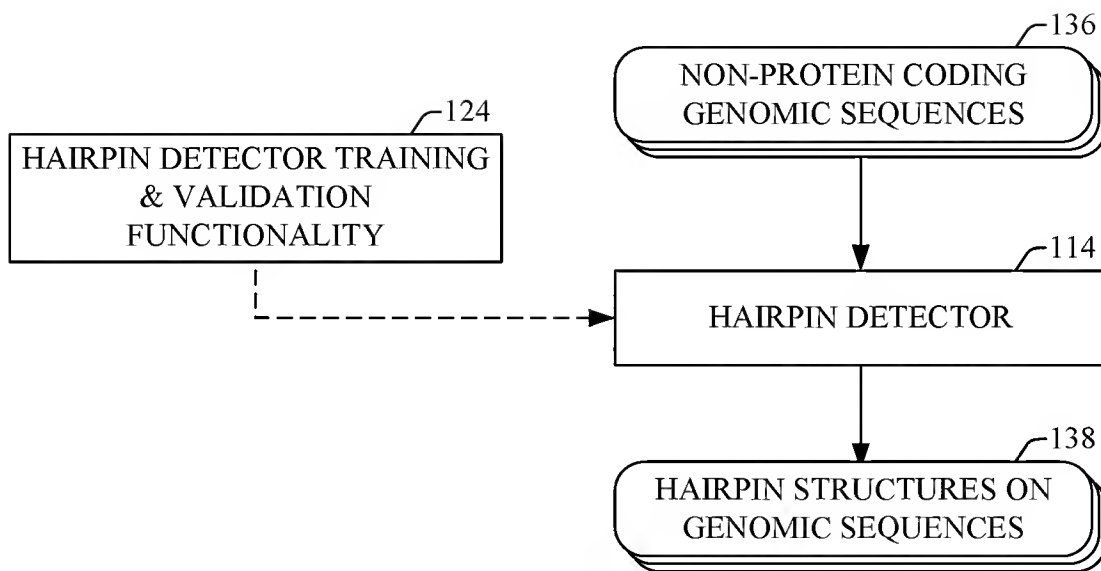 136
NON-PROTEIN CODING
GENOMIC SEQUENCES
124
HAIRPIN DETECTOR TRAINING
& VALIDATION
FUNCTIONALITY
114
HAIRPIN DETECTOR
138
HAIRPIN STRUCTURES ON
GENOMIC SEQUENCES